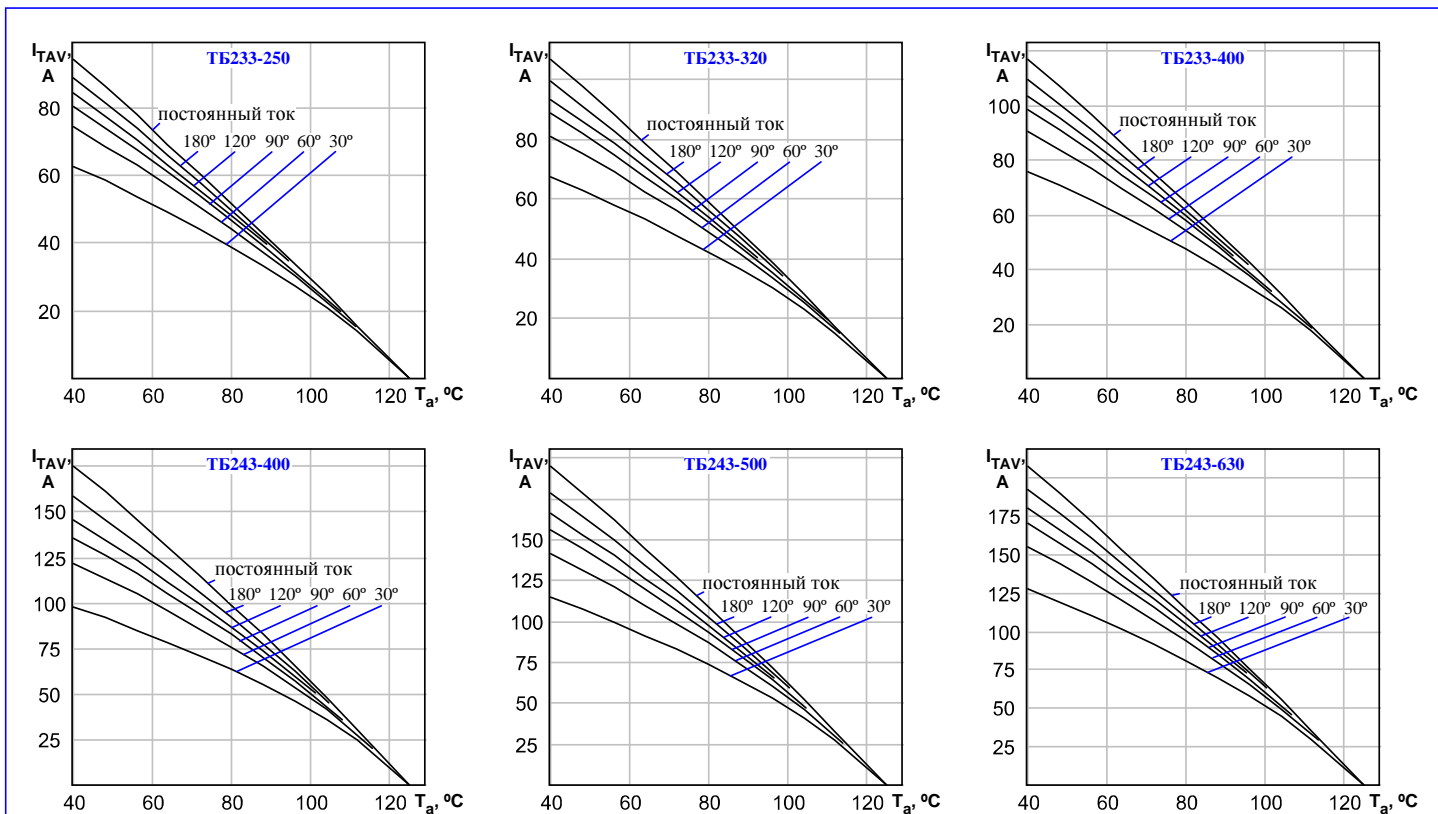 I_TAV, A
ТБ233-250
80
60
40
20
постоянный ток
180º 120º 90º 60º 30º
40 60 80 100 120 T_a, ºC
I_TAV, A
ТБ233-320
80
60
40
20
постоянный ток
180º 120º 90º 60º 30º
40 60 80 100 120 T_a, ºC
I_TAV, A
ТБ233-400
100
80
60
40
20
постоянный ток
180º 120º 90º 60º 30º
40 60 80 100 120 T_a, ºC
I_TAV, A
ТБ243-400
150
125
100
75
50
25
постоянный ток
180º 120º 90º 60º 30º
40 60 80 100 120 T_a, ºC
I_TAV, A
ТБ243-500
150
125
100
75
50
25
постоянный ток
180º 120º 90º 60º 30º
40 60 80 100 120 T_a, ºC
I_TAV, A
ТБ243-630
175
150
125
100
75
50
25
постоянный ток
180º 120º 90º 60º 30º
40 60 80 100 120 T_a, ºC